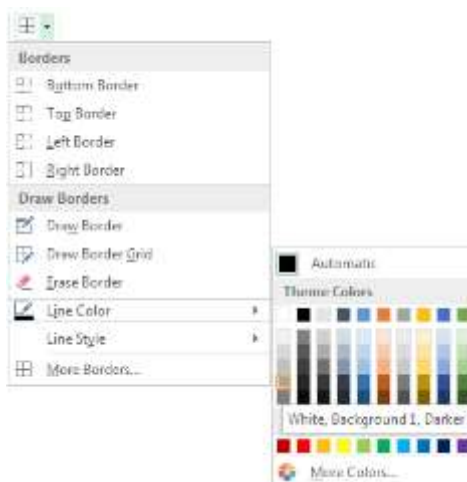 Borders
Bottom Border
Top Border
Left Border
Right Border
Draw Borders
Draw Border
Draw Border Grid
Erase Border
Line Color
Line Style
More Borders...
Automatic
Theme Colors
White, Background 1, Darker
More Colors...